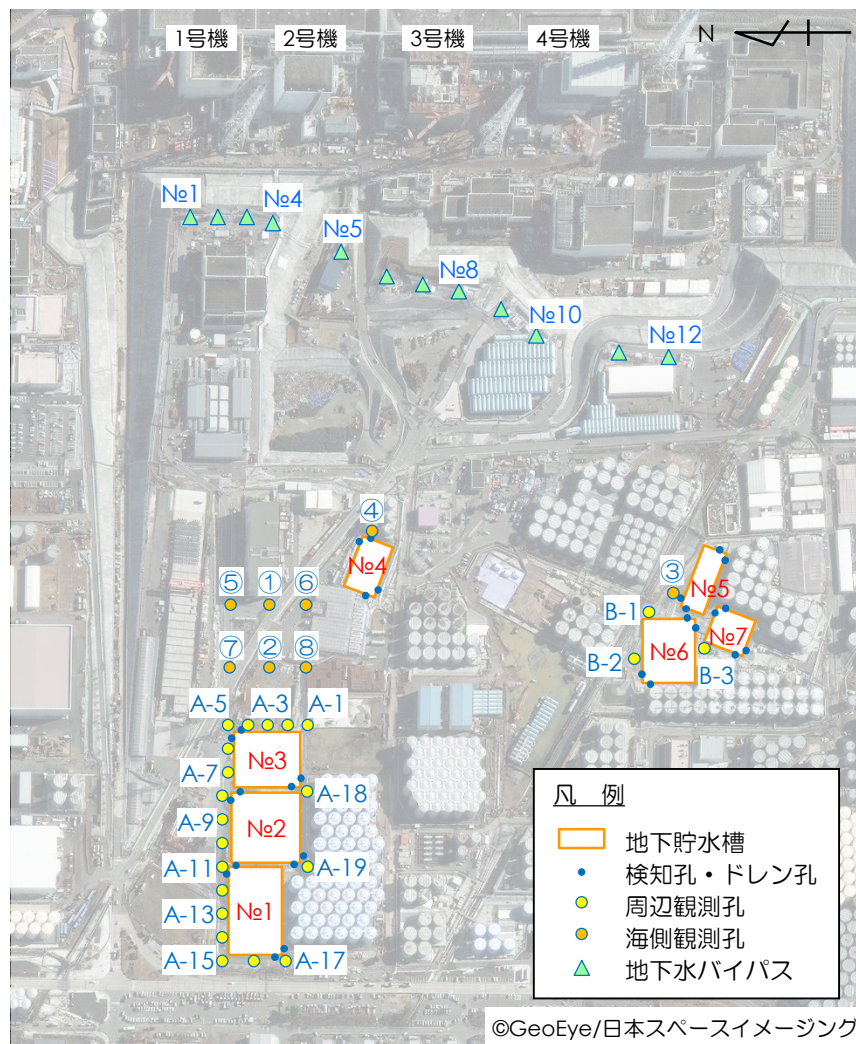 1号機 2号機 3号機 4号機 N
№1 №4
№5
№8
№10
№12
④
№4
⑤ ① ⑥
③ №5
B-1
№7
⑦ ② ⑧
B-2 №6
B-3
A-5 A-3 A-1
№3
A-7
A-18
A-9 №2
A-11 A-19
A-13 №1
A-15 A-17
凡 例
地下貯水槽
検知孔・ドレン孔
周辺観測孔
海側観測孔
地下水バイパス
©GeoEye/日本スペースイメージング